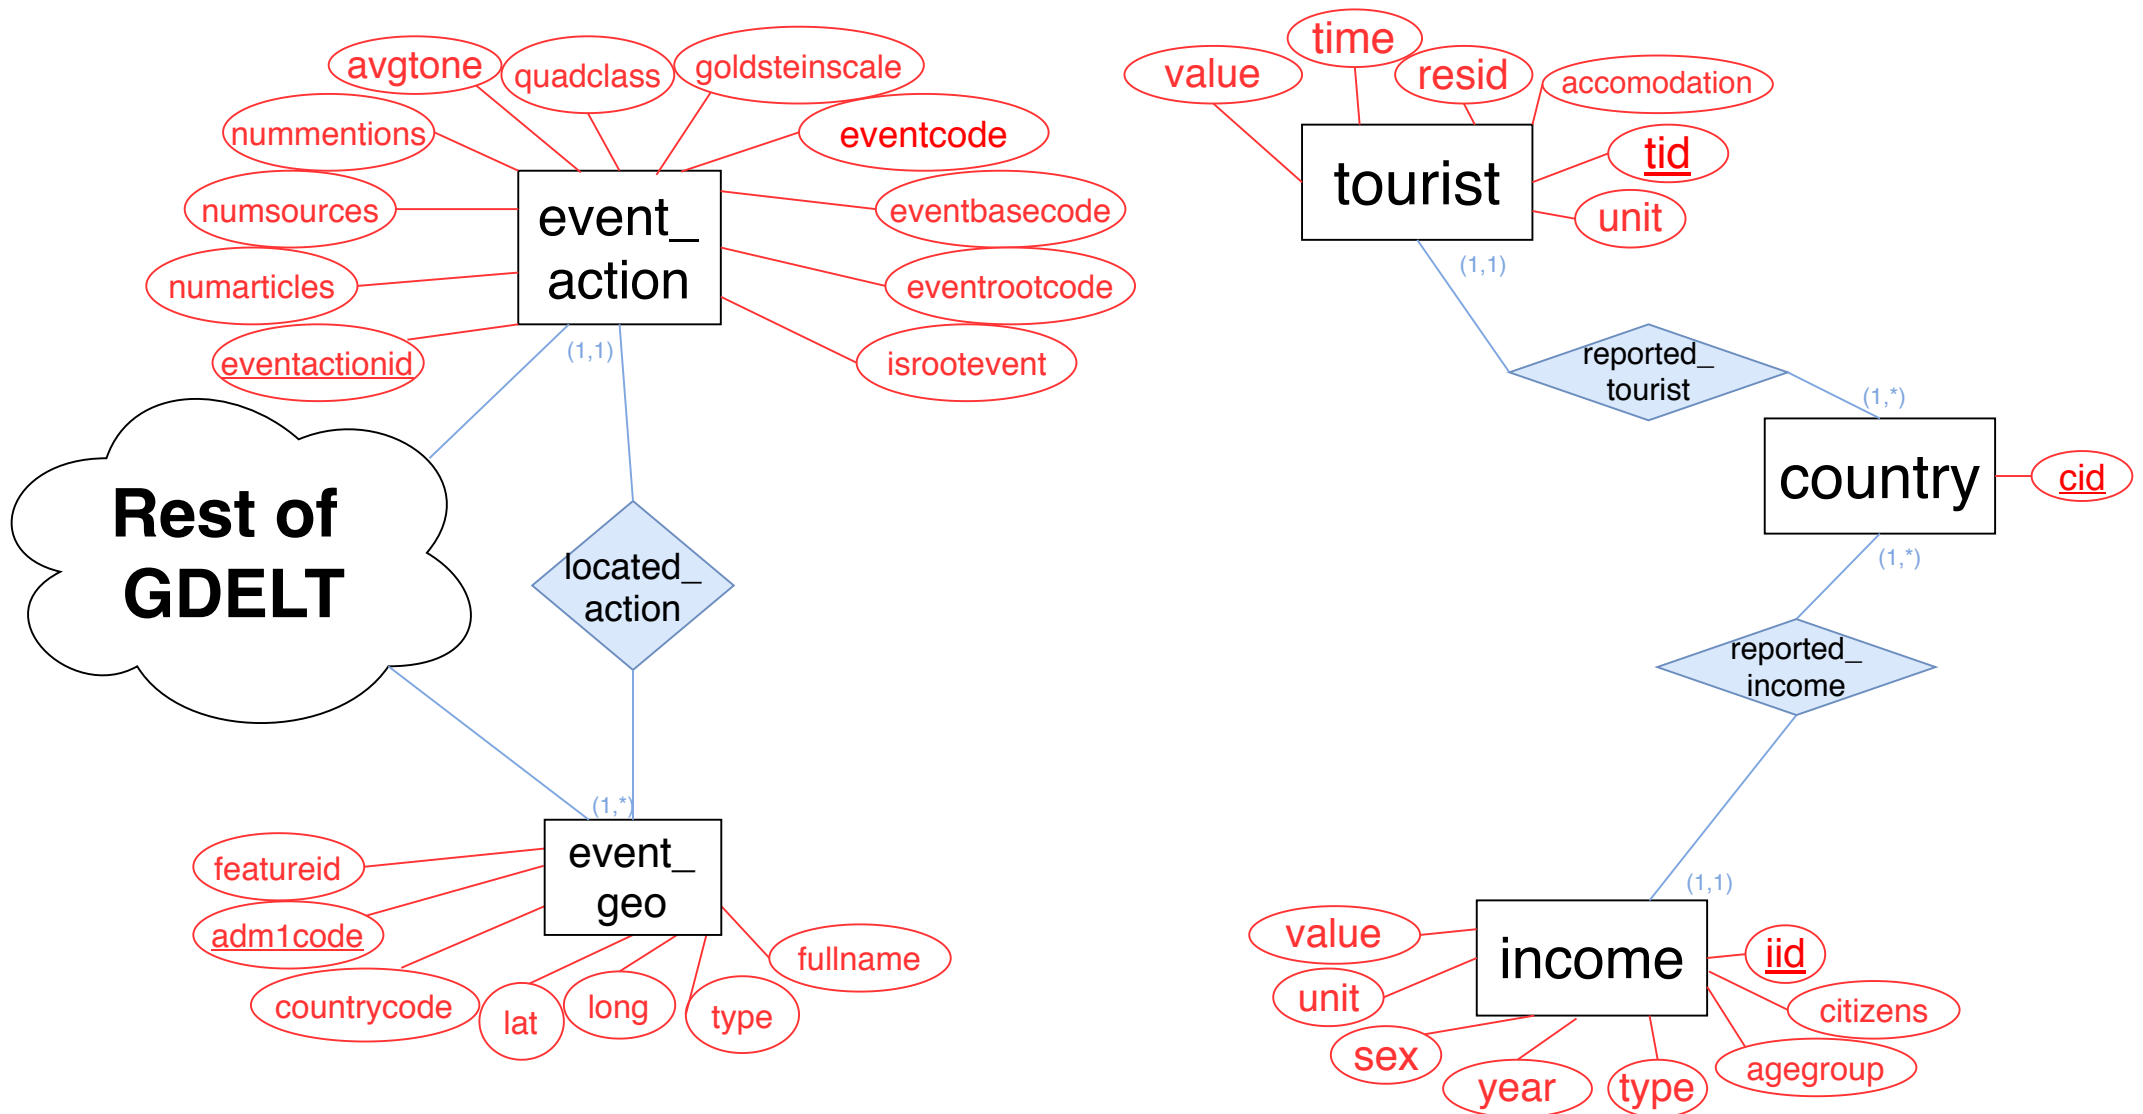 avgtone
quadclass
goldsteinscale
nummentions
eventcode
numsources
eventbasecode
numarticles
eventrootcode
eventactionid
isrootevent
event_
action
(1,1)
Rest of
GDELT
located_
action
(1,*)
event_
geo
featureid
adm1code
countrycode
lat
long
type
fullname
time
value
resid
accomodation
tid
unit
tourist
(1,1)
reported_
tourist
(1,*)
country
cid
(1,*)
reported_
income
(1,1)
income
value
unit
sex
year
type
agegroup
citizens
iid